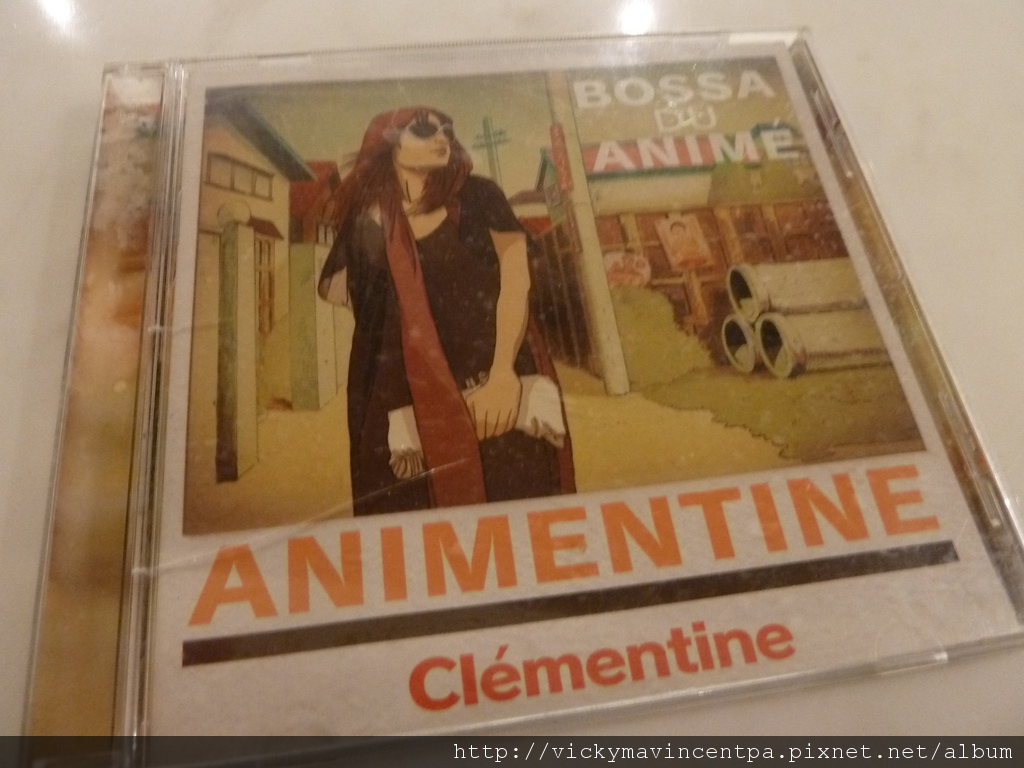 BOSSA
DU
ANIMÉ
ANIMENTINE
Clémentine
http://vickymavincentpa.pixnet.net/album